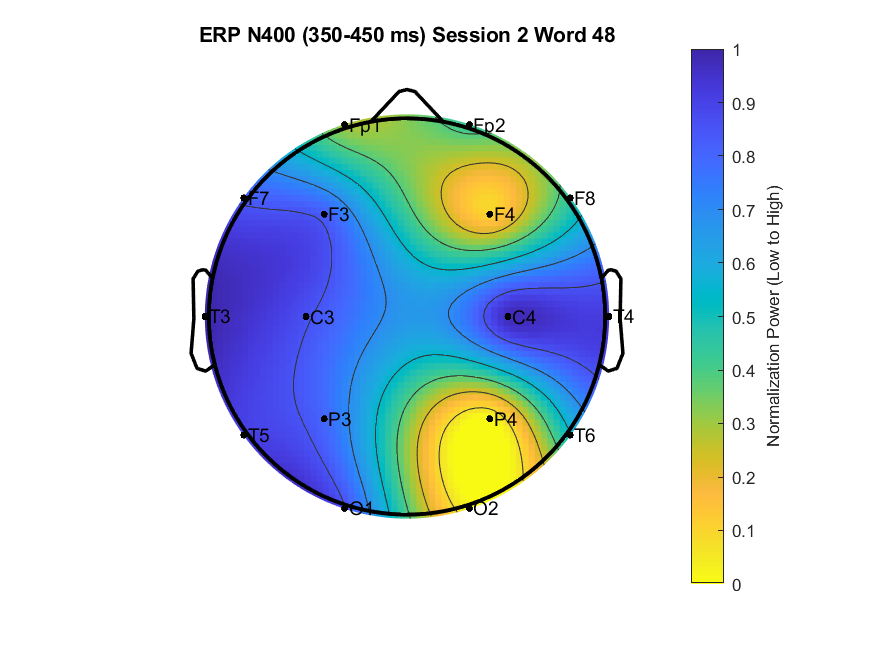 ERP N400 (350-450 ms) Session 2 Word 48
Fp1
Fp2
F7
F3
F4
F8
T3
C3
C4
T4
T5
P3
P4
T6
O1
O2
1
0.9
0.8
0.7
0.6
0.5
0.4
0.3
0.2
0.1
0
Normalization Power (Low to High)